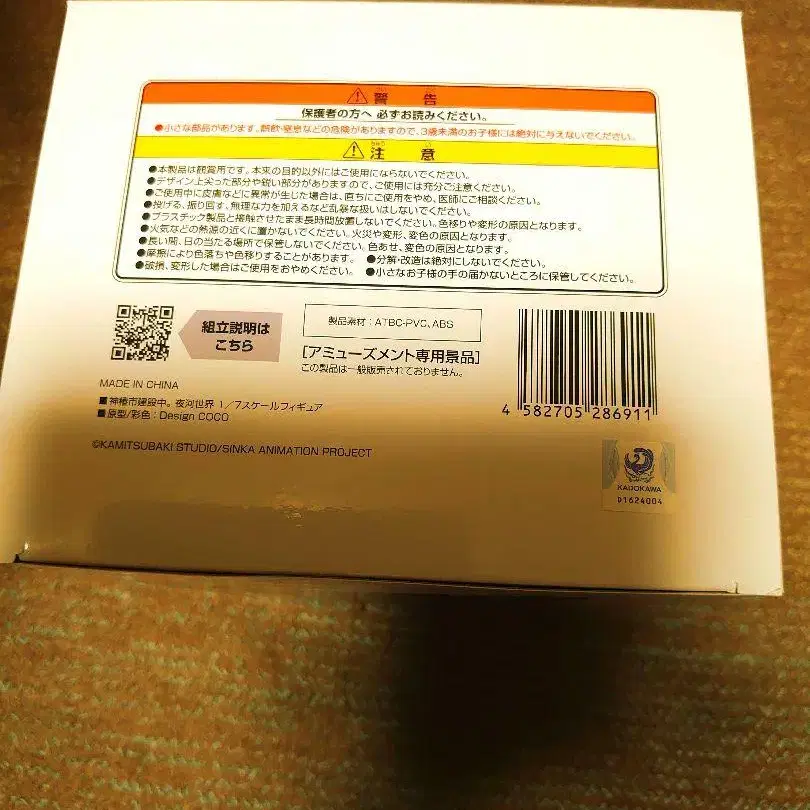 ⚠警告
保護者の方へ 必ずお読みください。
●小さな部品があります。誤飲・窒息などの危険がありますので、3歳未満のお子様には絶対に与えないでください。
⚠注意
●本製品は観賞用です。本来の目的以外にはご使用にならないでください。
●デザイン上尖った部分や鋭い部分がありますので、ご使用には充分ご注意ください。
●ご使用中に皮膚などに異常が生じた場合は、直ちにご使用をやめ、医師にご相談ください。
●投げる、振り回す、無理な力を加えるなど乱暴な扱いはしないでください。
●プラスチック製品と接触させたまま長時間放置しないでください。色移りや変形の原因となります。
●火気などの熱源の近くに置かないでください。火災や変形、変色の原因となります。
●長い間、日の当たる場所で保管しないでください。色あせ、変色の原因となります。
●摩擦により色落ちや色移りすることがあります。 ●分解・改造は絶対にしないでください。
●破損、変形した場合はご使用をおやめください。 ●小さなお子様の手の届かないところに保管してください。
組立説明は
こちら
製品素材：ATBC-PVC、ABS
[アミューズメント専用景品]
この製品は一般販売されておりません。
MADE IN CHINA
■神椿市建設中。夜河世界 1/7スケールフィギュア
■原型/彩色：Design COCO
4 582705 286911
©KAMITSUBAKI STUDIO/SINKA ANIMATION PROJECT
KADOKAWA
D1624004